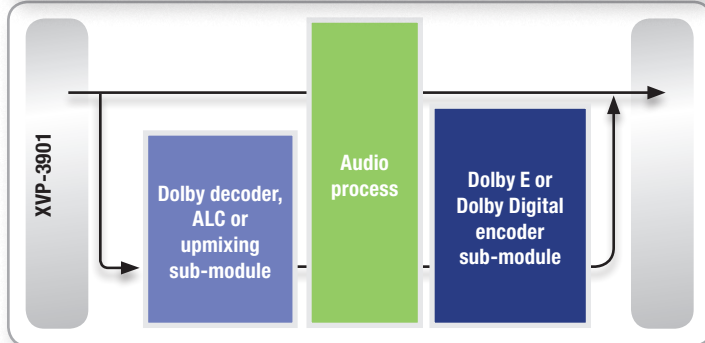 XVP-3901
Dolby decoder,
ALC or
upmixing
sub-module
Audio
process
Dolby E or
Dolby Digital
encoder
sub-module